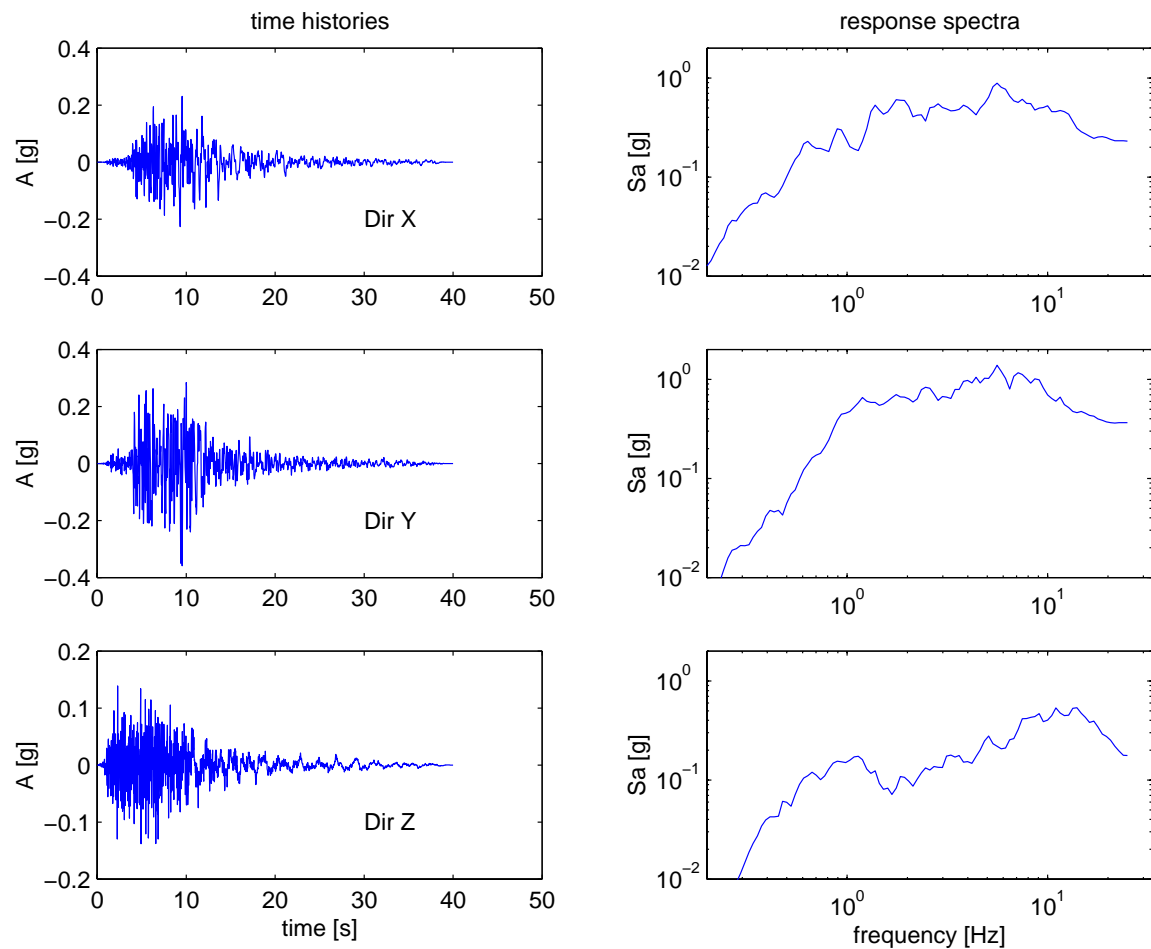 time histories
response spectra
0.4
0.2
0
−0.2
−0.4
A [g]
Dir X
0 10 20 30 40 50
10^0
10^−1
10^−2
Sa [g]
10^0 10^1
0.4
0.2
0
−0.2
−0.4
A [g]
Dir Y
0 10 20 30 40 50
10^0
10^−1
10^−2
Sa [g]
10^0 10^1
0.2
0.1
0
−0.1
−0.2
A [g]
Dir Z
0 10 20 30 40 50
time [s]
10^0
10^−1
10^−2
Sa [g]
10^0 10^1
frequency [Hz]